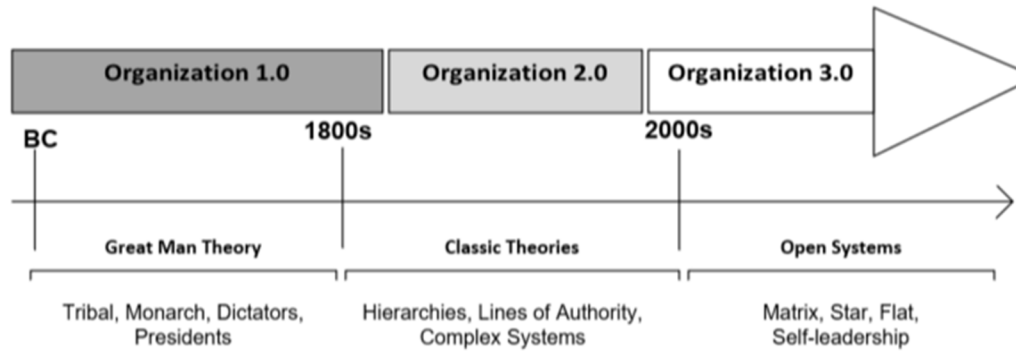 Organization 1.0
Organization 2.0
Organization 3.0
BC
1800s
2000s
Great Man Theory
Classic Theories
Open Systems
Tribal, Monarch, Dictators,
Presidents
Hierarchies, Lines of Authority,
Complex Systems
Matrix, Star, Flat,
Self-leadership